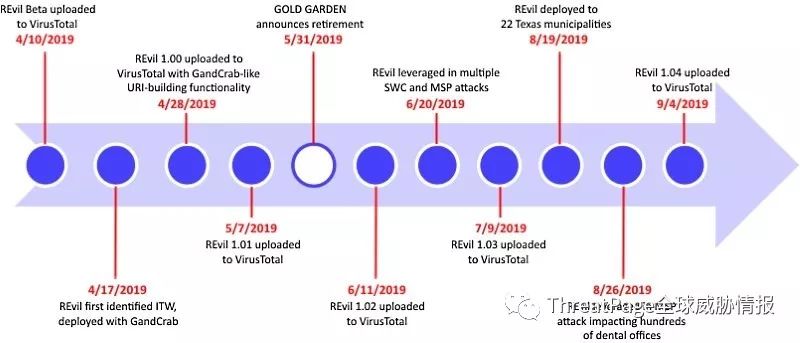 REvil Beta uploaded
to VirusTotal
4/10/2019
REvil 1.00 uploaded to
VirusTotal with GandCrab-like
URI-building functionality
4/28/2019
GOLD GARDEN
announces retirement
5/31/2019
REvil leveraged in multiple
SWC and MSP attacks
6/20/2019
REvil deployed to
22 Texas municipalities
8/19/2019
REvil 1.04 uploaded
to VirusTotal
9/4/2019
4/17/2019
REvil first identified ITW,
deployed with GandCrab
5/7/2019
REvil 1.01 uploaded
to VirusTotal
6/11/2019
REvil 1.02 uploaded
to VirusTotal
7/9/2019
REvil 1.03 uploaded
to VirusTotal
8/26/2019
attack impacting hundreds
of dental offices
ThreatPage全球威胁情报